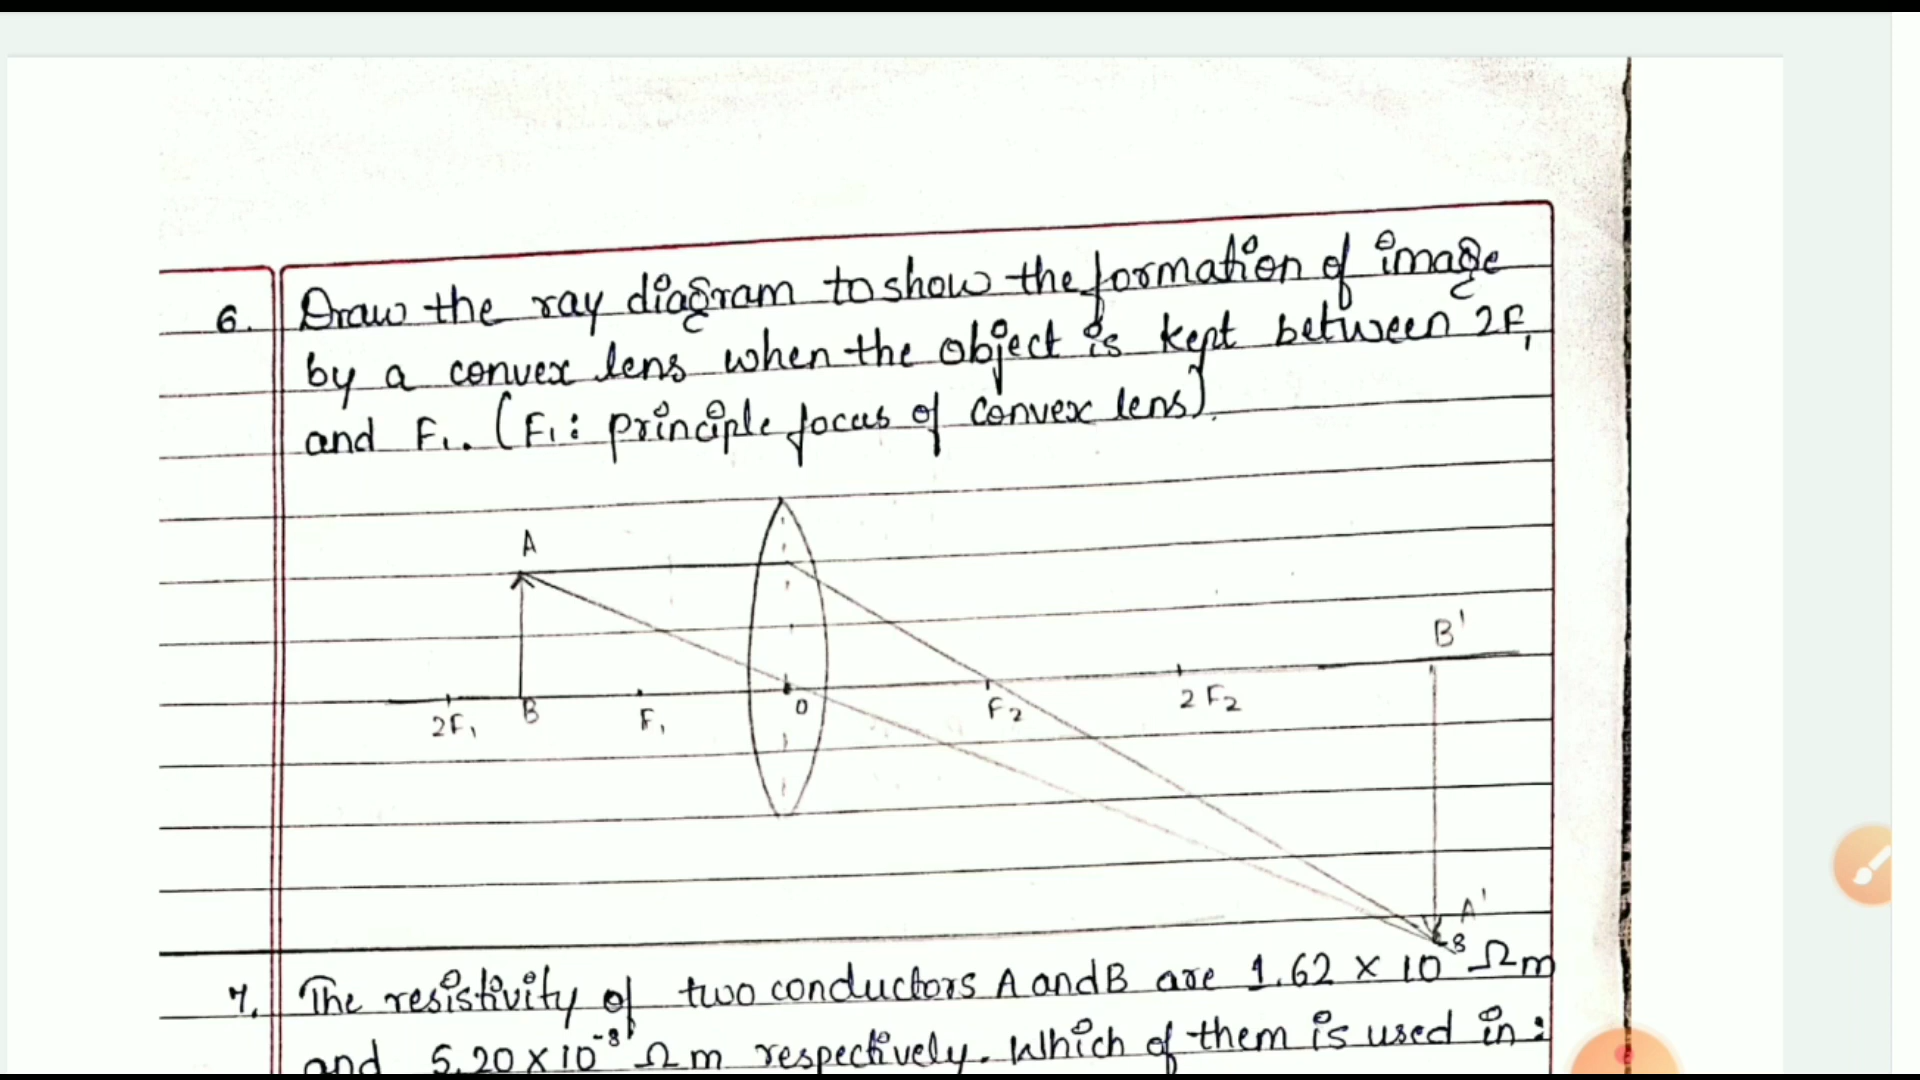 6. Draw the ray diagram to show the formation of image
by a convex lens when the object is kept between 2F₁
and F₁. (F₁: principle focus of convex lens).
A
B'
2F₁ B F₁ O F₂ 2F₂
A'
7. The resistivity of two conductors A and B are 1.62 × 10⁻⁸ Ωm
and 5.20 × 10⁻⁸ Ωm respectively. Which of them is used in :